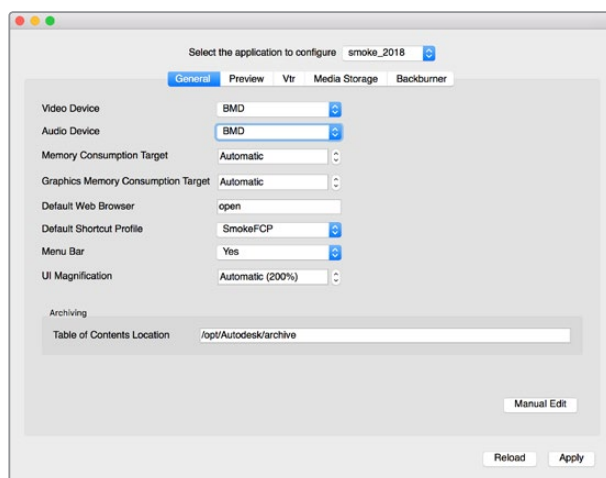 Select the application to configure smoke_2018
General Preview Vtr Media Storage Backburner
Video Device BMD
Audio Device BMD
Memory Consumption Target Automatic
Graphics Memory Consumption Target Automatic
Default Web Browser open
Default Shortcut Profile SmokeFCP
Menu Bar Yes
UI Magnification Automatic (200%)
Archiving
Table of Contents Location /opt/Autodesk/archive
Manual Edit
Reload Apply